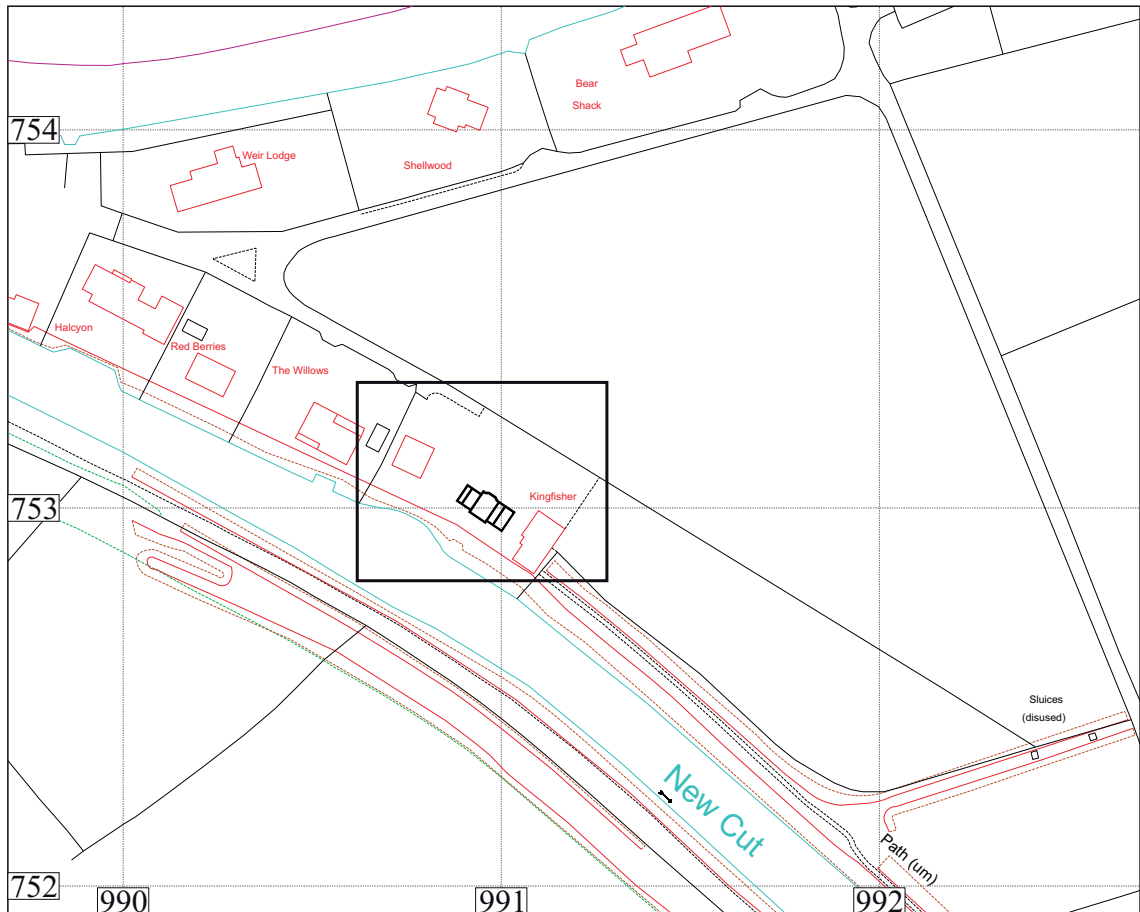 Bear
Shack
754
Weir Lodge
Shellwood
Halcyon
Red Berries
The Willows
Kingfisher
753
Sluices
(disused)
New Cut
Path (um)
752
990
991
992